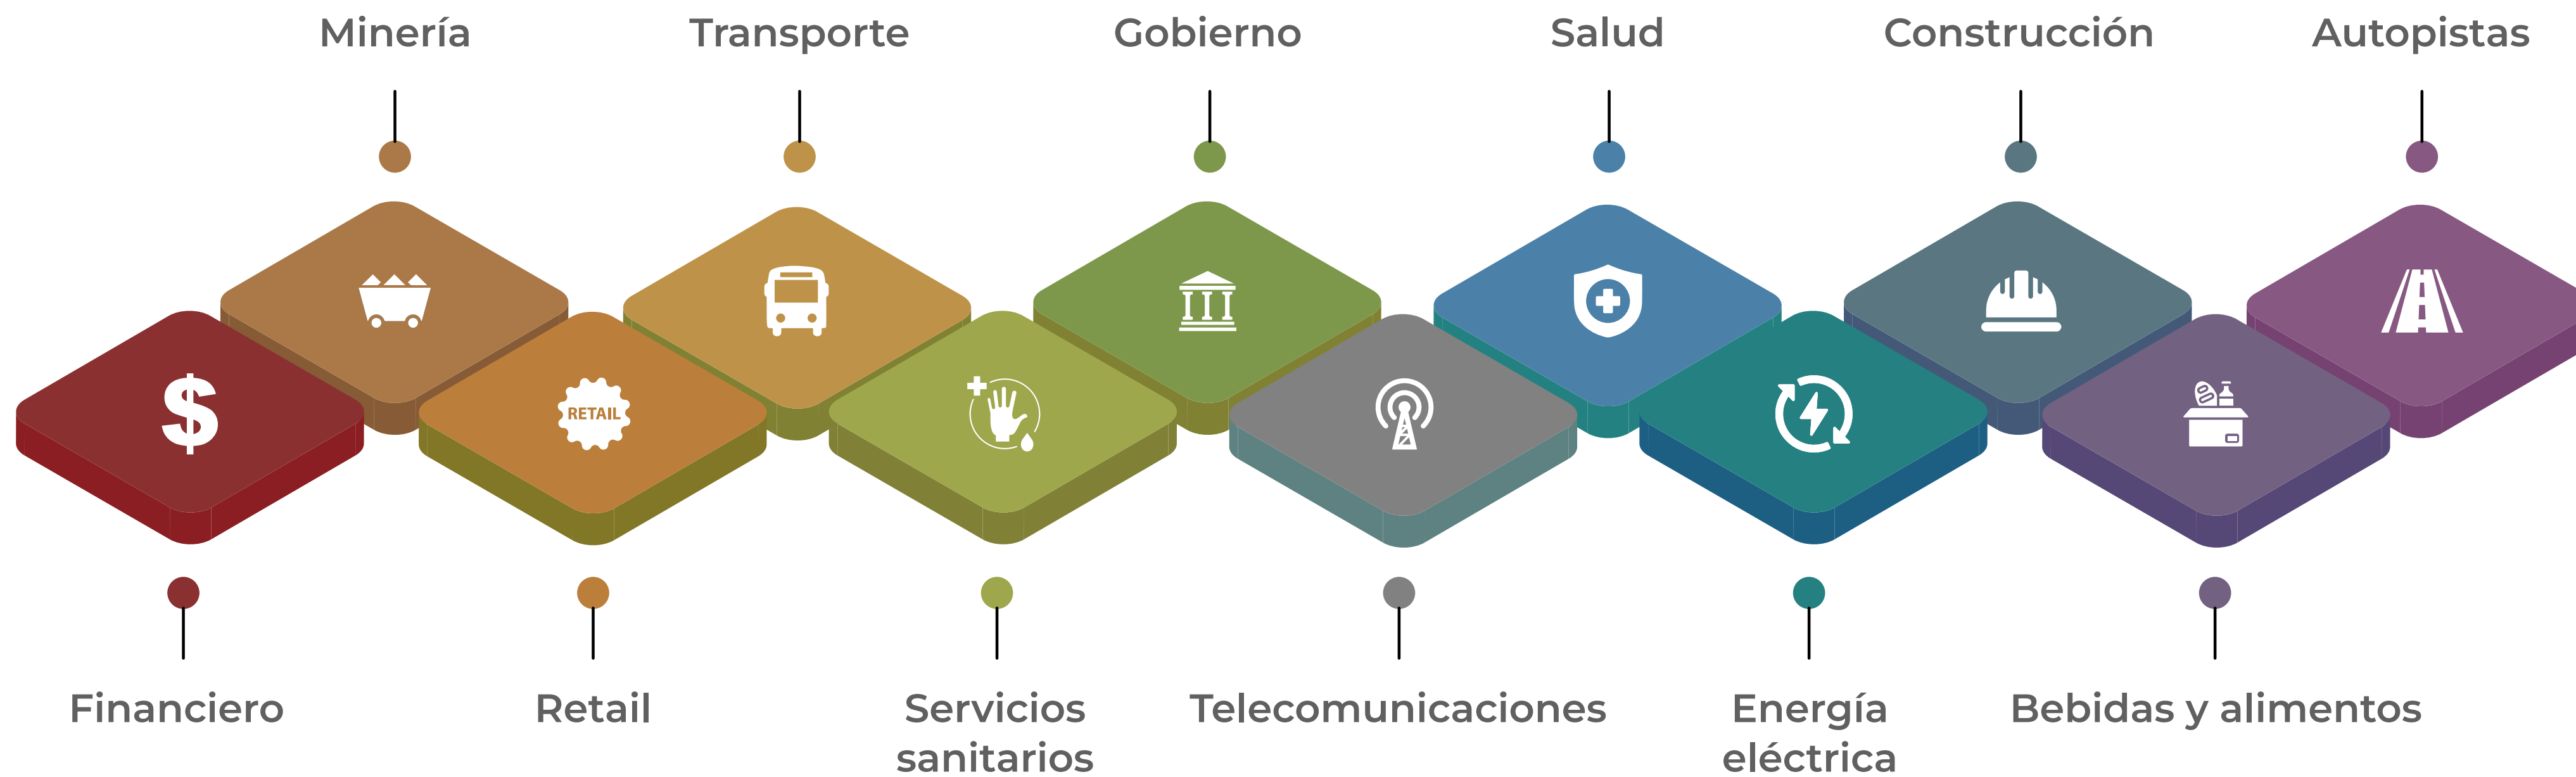 Minería
Transporte
Gobierno
Salud
Construcción
Autopistas
$
RETAIL
Financiero
Retail
Servicios
sanitarios
Telecomunicaciones
Energía
eléctrica
Bebidas y alimentos